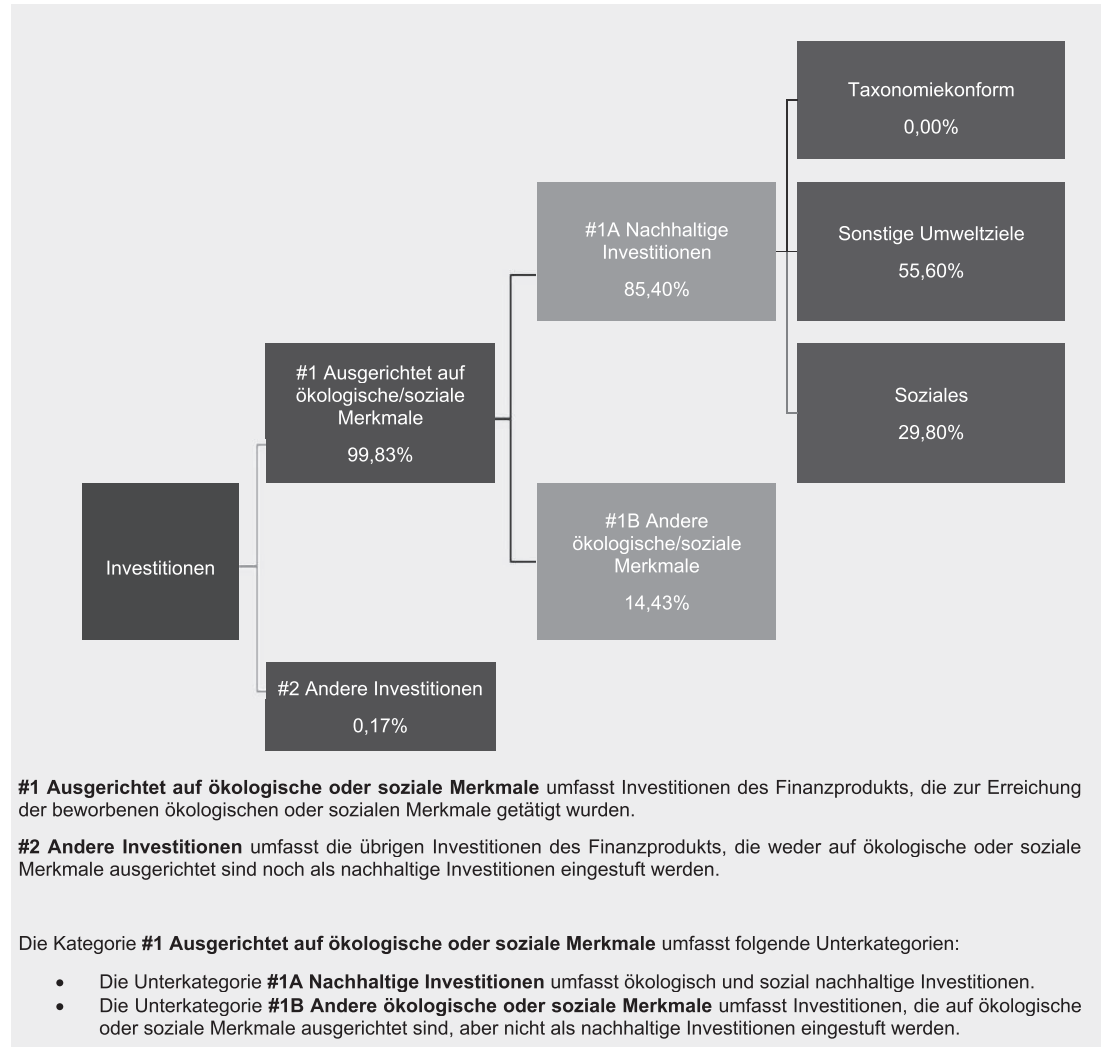 Taxonomiekonform
0,00%
#1A Nachhaltige
Investitionen
85,40%
Sonstige Umweltziele
55,60%
#1 Ausgerichtet auf
ökologische/soziale
Merkmale
99,83%
Soziales
29,80%
Investitionen
#1B Andere
ökologische/soziale
Merkmale
14,43%
#2 Andere Investitionen
0,17%
#1 Ausgerichtet auf ökologische oder soziale Merkmale umfasst Investitionen des Finanzprodukts, die zur Erreichung
der beworbenen ökologischen oder sozialen Merkmale getätigt wurden.
#2 Andere Investitionen umfasst die übrigen Investitionen des Finanzprodukts, die weder auf ökologische oder soziale
Merkmale ausgerichtet sind noch als nachhaltige Investitionen eingestuft werden.
Die Kategorie #1 Ausgerichtet auf ökologische oder soziale Merkmale umfasst folgende Unterkategorien:
• Die Unterkategorie #1A Nachhaltige Investitionen umfasst ökologisch und sozial nachhaltige Investitionen.
• Die Unterkategorie #1B Andere ökologische oder soziale Merkmale umfasst Investitionen, die auf ökologische
oder soziale Merkmale ausgerichtet sind, aber nicht als nachhaltige Investitionen eingestuft werden.